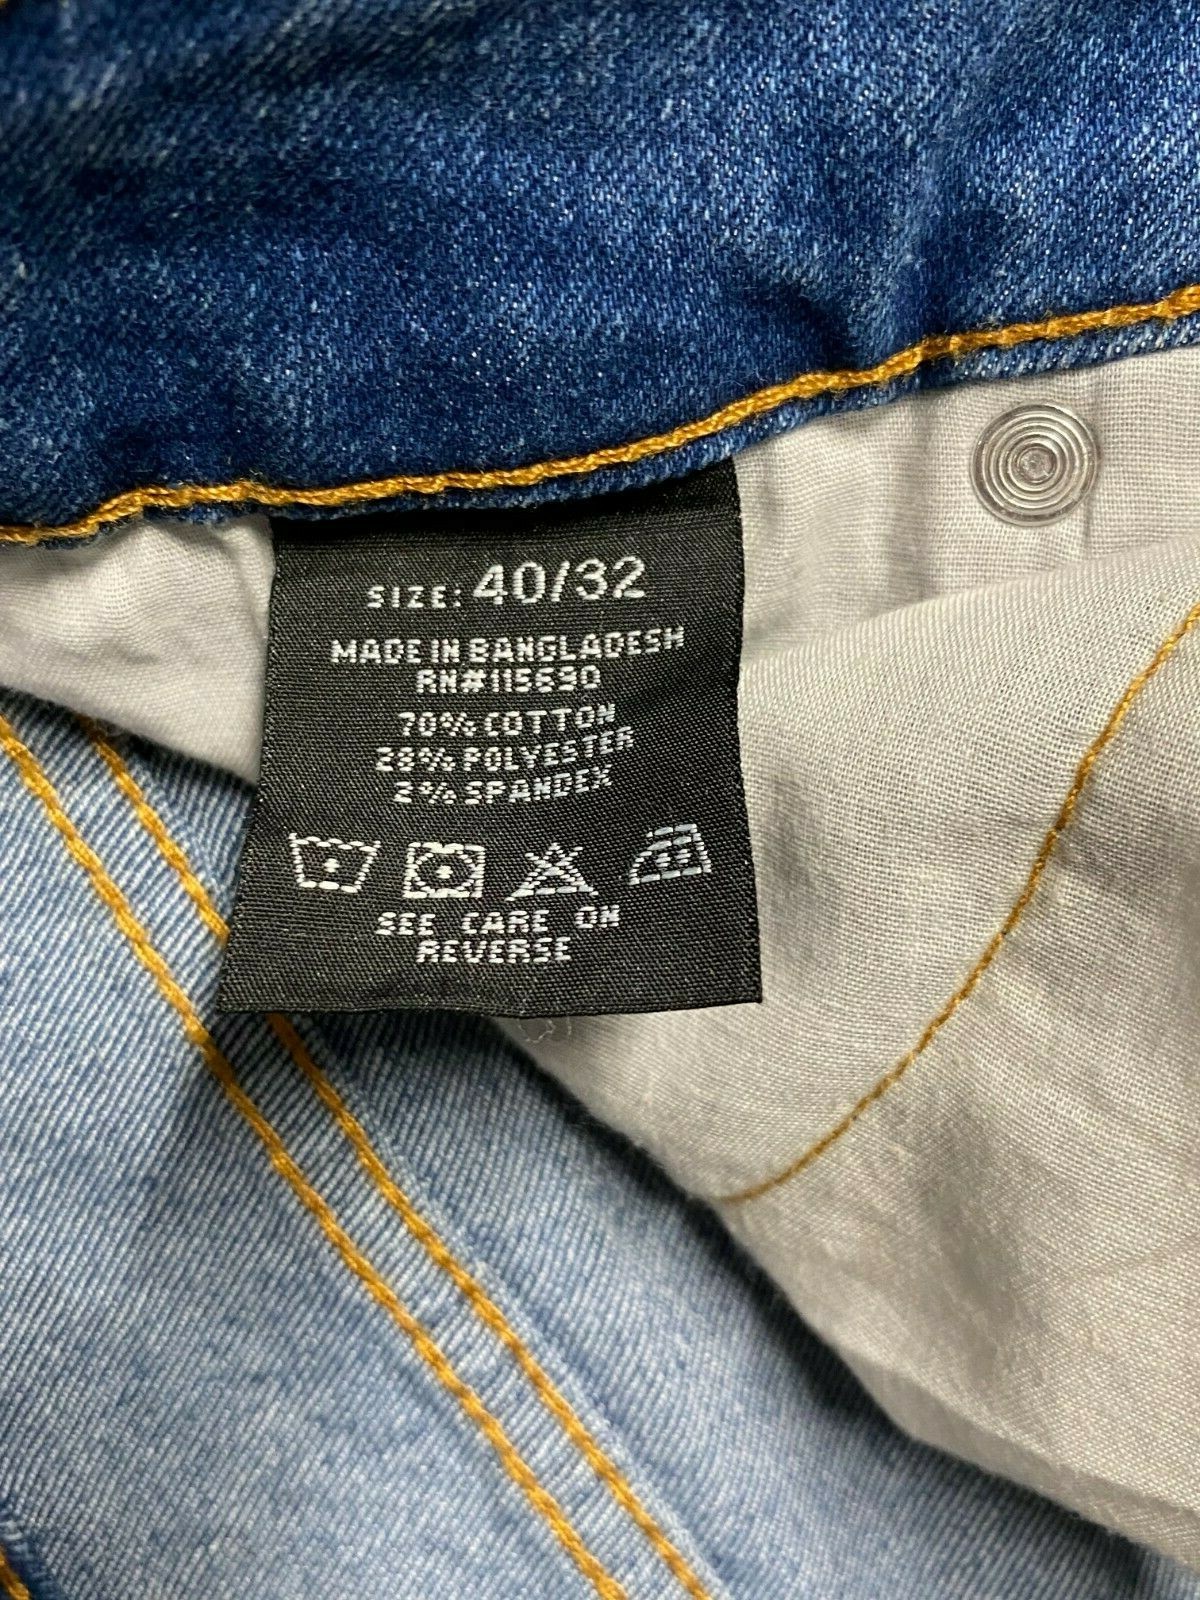 SIZE: 40/32
MADE IN BANGLADESH
RN#115690
70% COTTON
28% POLYESTER
2% SPANDEX
SEE CARE ON
REVERSE